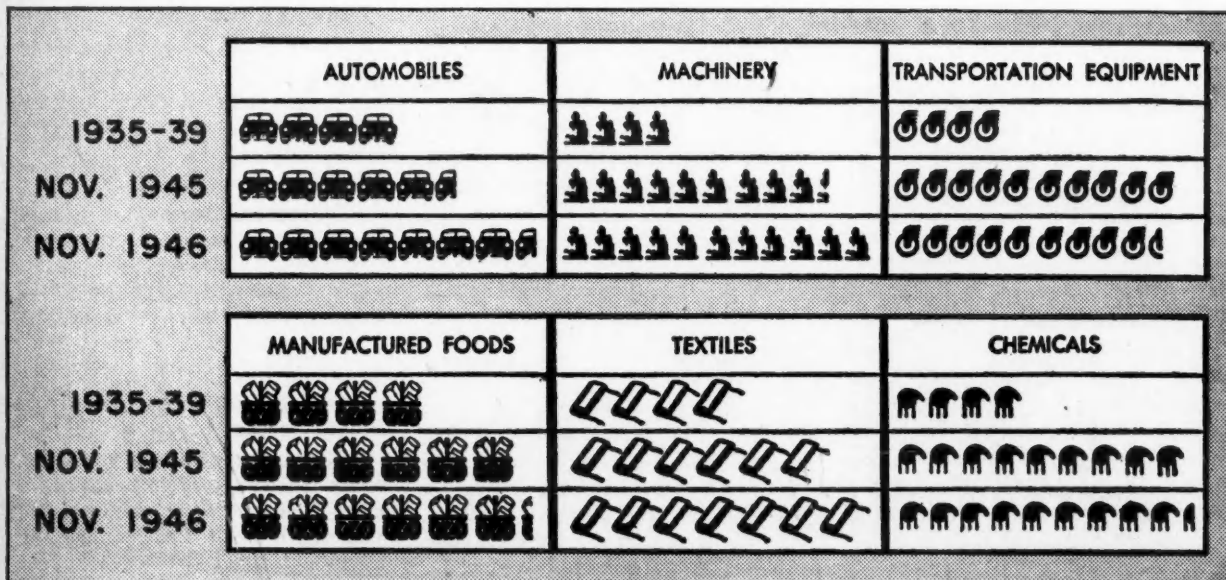 AUTOMOBILES MACHINERY TRANSPORTATION EQUIPMENT
1935-39
NOV. 1945
NOV. 1946
MANUFACTURED FOODS TEXTILES CHEMICALS
1935-39
NOV. 1945
NOV. 1946